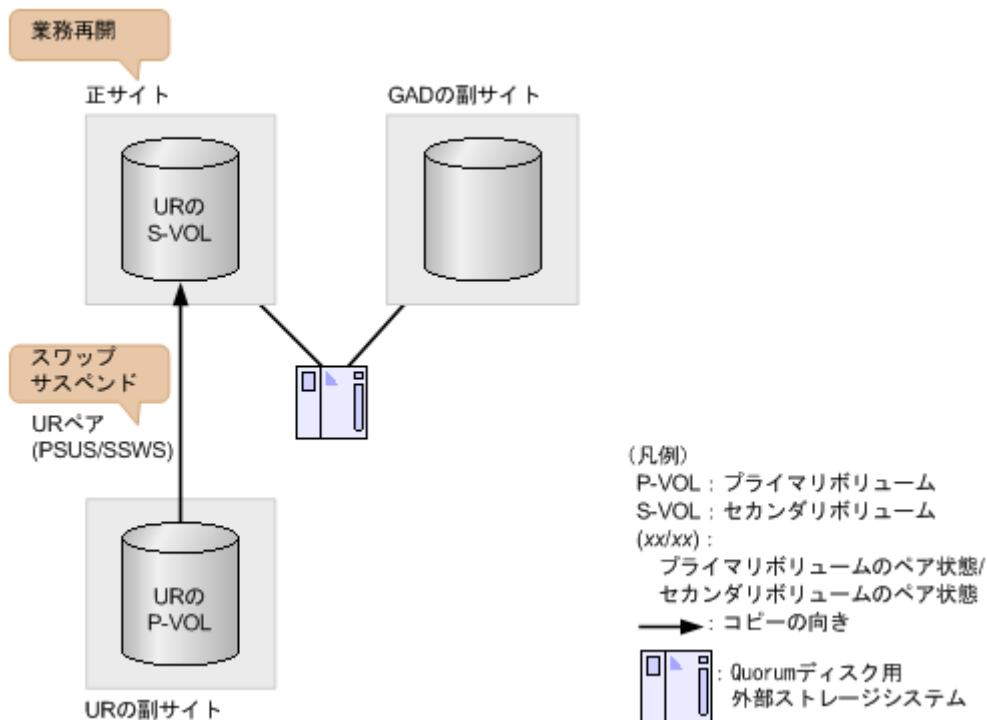 業務再開
正サイト
GADの副サイト
URの
S-VOL
スワップ
サスペンド
URペア
(PSUS/SSWS)
URの
P-VOL
URの副サイト
(凡例)
P-VOL：プライマリボリューム
S-VOL：セカンダリボリューム
(xx/xx)：
プライマリボリュームのペア状態/
セカンダリボリュームのペア状態
：コピーの向き
：Quorumディスク用
外部ストレージシステム